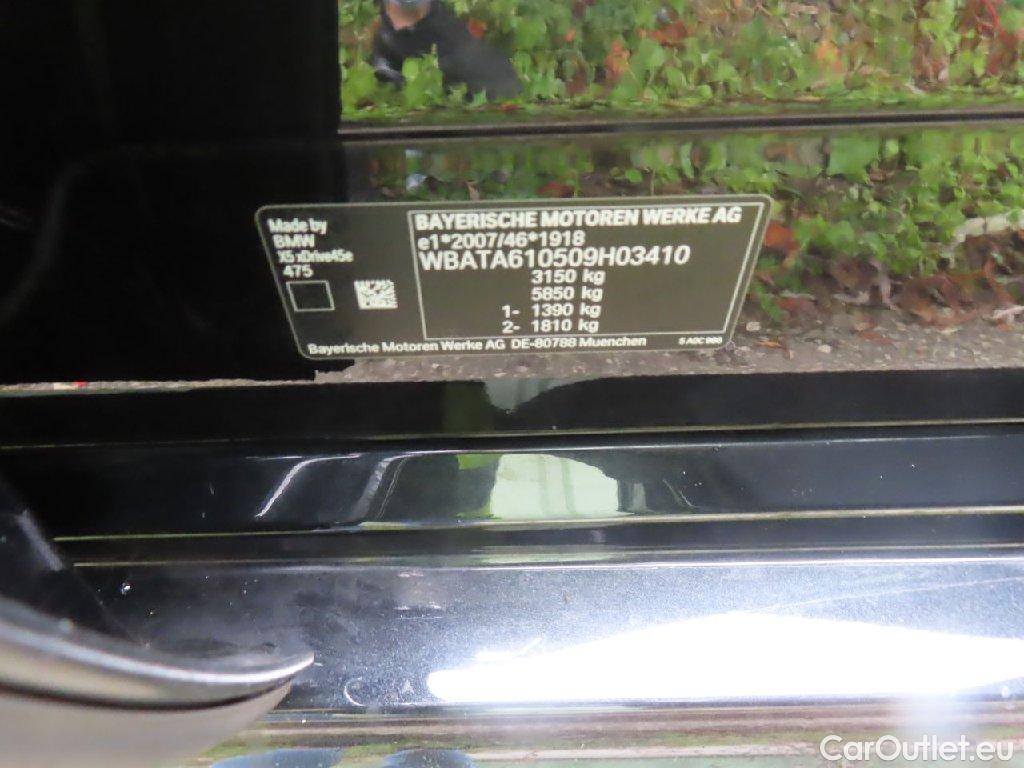 Made by
BMW
X5 xDrive45e
475
BAYERISCHE MOTOREN WERKE AG
e1*2007/46*1918
WBATA610509H03410
3150 kg
5850 kg
1- 1390 kg
2- 1810 kg
Bayerische Motoren Werke AG DE-80788 Muenchen
CarOutlet.eu